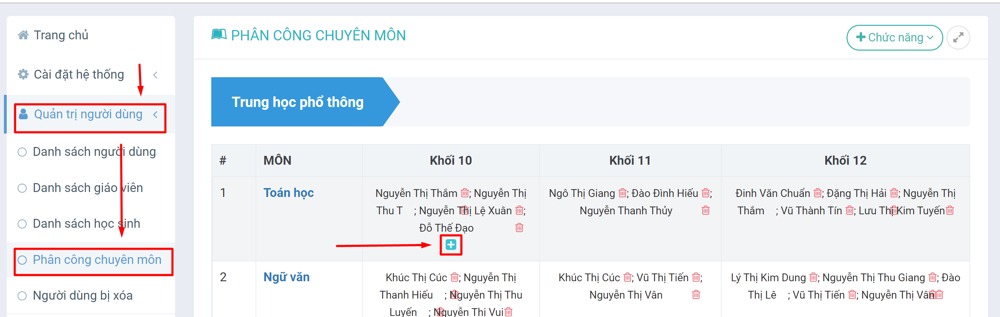 Trang chủ
Cài đặt hệ thống
Quản trị người dùng
Danh sách người dùng
Danh sách giáo viên
Danh sách học sinh
Phân công chuyên môn
Người dùng bị xóa
PHÂN CÔNG CHUYÊN MÔN
Chức năng
Trung học phổ thông
# MÔN Khối 10 Khối 11 Khối 12
1 Toán học
Nguyễn Thị Thắm ; Nguyễn Thị
Thu T ; Nguyễn Thị Lệ Xuân ;
Đỗ Thế Đạo
Ngô Thị Giang ; Đào Đình Hiếu ;
Nguyễn Thanh Thủy
Đinh Văn Chuẩn ; Đặng Thị Hải ; Nguyễn Thị
Thắm ; Vũ Thành Tín ; Lưu Thị Kim Tuyến
2 Ngữ văn
Khúc Thị Cúc ; Nguyễn Thị
Thanh Hiếu ; Nguyễn Thị Thu
Luyến ; Nguyễn Thị Vui
Khúc Thị Cúc ; Vũ Thị Tiến ;
Nguyễn Thị Vân
Lý Thị Kim Dung ; Nguyễn Thị Thu Giang ; Đào
Thị Lê ; Vũ Thị Tiến ; Nguyễn Thị Vân